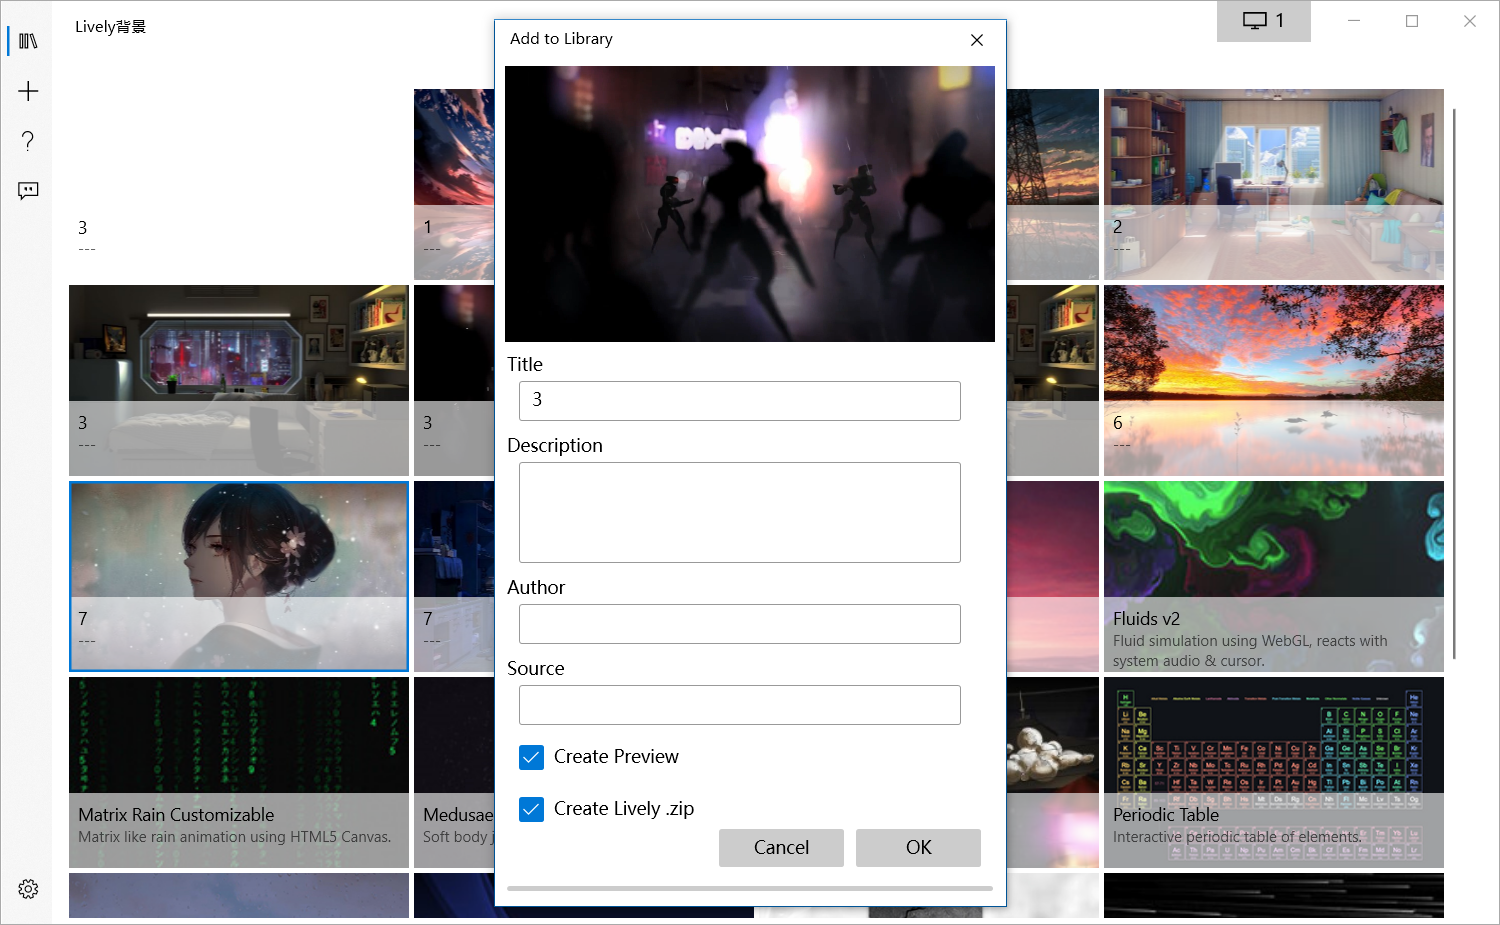 Lively背景
1
Add to Library
3
---
1
---
2
---
3
---
3
---
6
---
7
---
7
---
Title
3
Description
Author
Source
Create Preview
Create Lively .zip
Cancel
OK
Fluids v2
Fluid simulation using WebGL, reacts with
system audio & cursor.
Matrix Rain Customizable
Matrix like rain animation using HTML5 Canvas.
Medusae
Soft body j
Periodic Table
Interactive periodic table of elements.